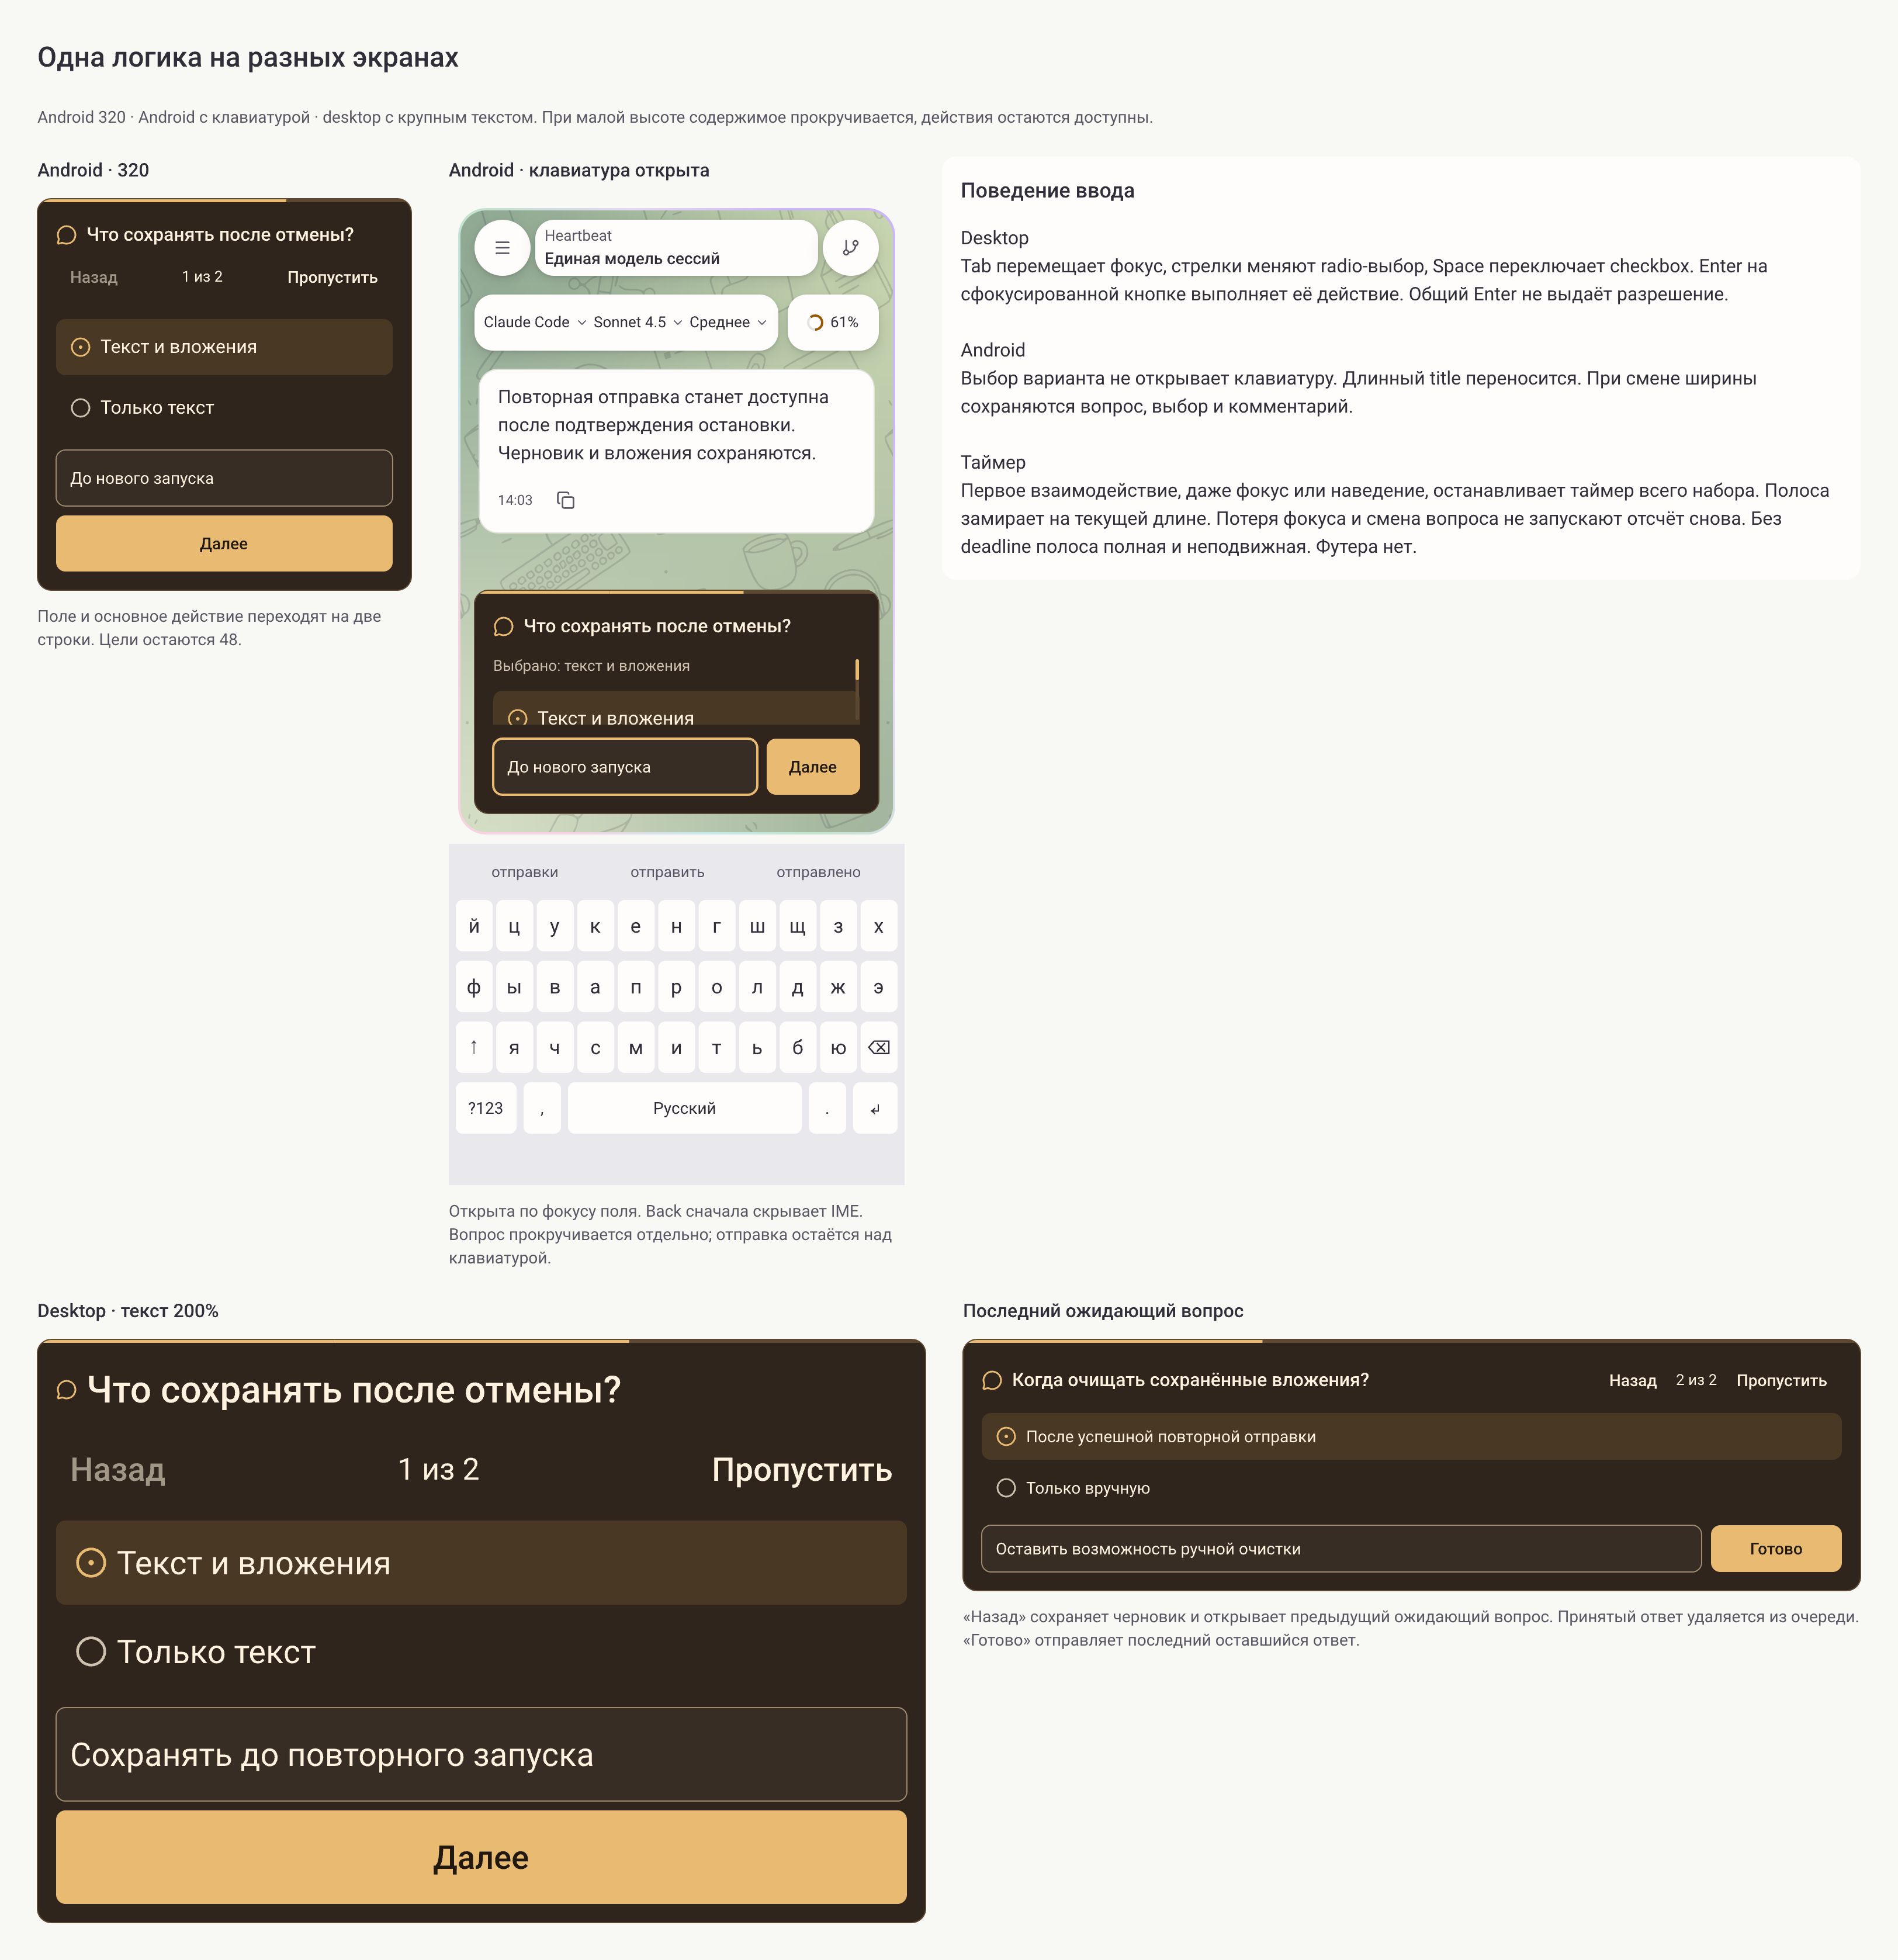 Одна логика на разных экранах
Android 320 · Android с клавиатурой · desktop с крупным текстом. При малой высоте содержимое прокручивается, действия остаются доступны.
Android · 320
Что сохранять после отмены?
Назад
1 из 2
Пропустить
Текст и вложения
Только текст
До нового запуска
Далее
Поле и основное действие переходят на две
строки. Цели остаются 48.
Android · клавиатура открыта
Heartbeat
Единая модель сессий
Claude Code
Sonnet 4.5
Среднее
61%
Повторная отправка станет доступна
после подтверждения остановки.
Черновик и вложения сохраняются.
14:03
Что сохранять после отмены?
Выбрано: текст и вложения
Текст и вложения
До нового запуска
Далее
отправки отправить отправлено
й ц у к е н г ш щ з х
ф ы в а п р о л д ж э
↑ я ч с м и т ь б ю
?123 , Русский .
Открыта по фокусу поля. Back сначала скрывает IME.
Вопрос прокручивается отдельно; отправка остаётся над
клавиатурой.
Поведение ввода
Desktop
Tab перемещает фокус, стрелки меняют radio-выбор, Space переключает checkbox. Enter на
сфокусированной кнопке выполняет её действие. Общий Enter не выдаёт разрешение.
Android
Выбор варианта не открывает клавиатуру. Длинный title переносится. При смене ширины
сохраняются вопрос, выбор и комментарий.
Таймер
Первое взаимодействие, даже фокус или наведение, останавливает таймер всего набора. Полоса
замирает на текущей длине. Потеря фокуса и смена вопроса не запускают отсчёт снова. Без
deadline полоса полная и неподвижная. Футера нет.
Desktop · текст 200%
Что сохранять после отмены?
Назад
1 из 2
Пропустить
Текст и вложения
Только текст
Сохранять до повторного запуска
Далее
Последний ожидающий вопрос
Когда очищать сохранённые вложения?
Назад
2 из 2
Пропустить
После успешной повторной отправки
Только вручную
Оставить возможность ручной очистки
Готово
«Назад» сохраняет черновик и открывает предыдущий ожидающий вопрос. Принятый ответ удаляется из очереди.
«Готово» отправляет последний оставшийся ответ.